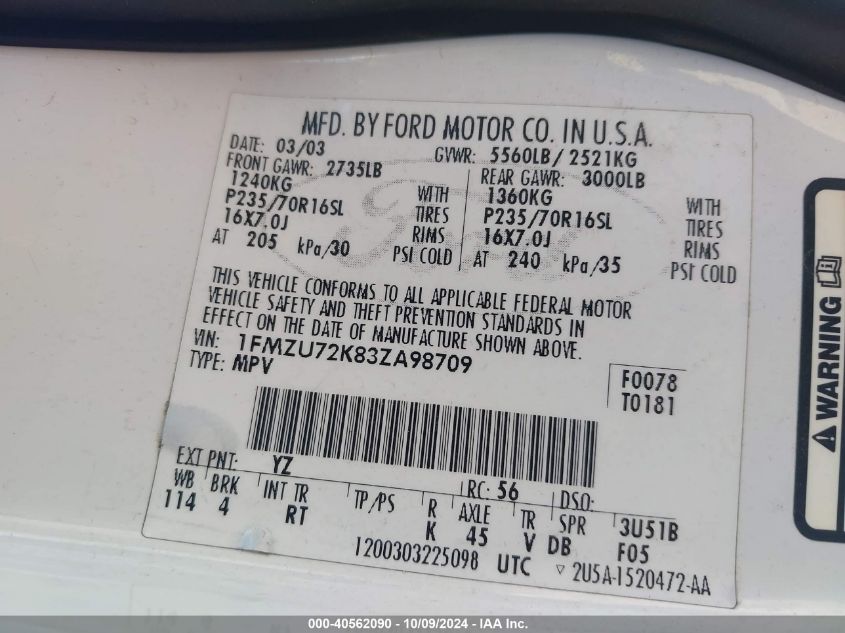 MFD. BY FORD MOTOR CO. IN U.S.A.
DATE: 03/03 GVWR: 5560LB/ 2521KG
FRONT GAWR: 2735LB REAR GAWR: 3000LB
1240KG WITH 1360KG WITH
P235/70R16SL TIRES P235/70R16SL TIRES
16X7.0J RIMS 16X7.0J RIMS
AT 205 kPa/30 PSI COLD AT 240 kPa/35 PSI COLD
THIS VEHICLE CONFORMS TO ALL APPLICABLE FEDERAL MOTOR
VEHICLE SAFETY AND THEFT PREVENTION STANDARDS IN
EFFECT ON THE DATE OF MANUFACTURE SHOWN ABOVE.
VIN: 1FMZU72K83ZA98709
TYPE: MPV
F0078
T0181
EXT PNT: YZ RC: 56 DSO:
WB BRK INT TR TP/PS R AXLE TR SPR 3U51B
114 4 RT K 45 V DB F05
1200303225098 UTC ▿ 2U5A-1520472-AA
WARNING
Ford
000-40562090 - 10/09/2024 - IAA Inc.